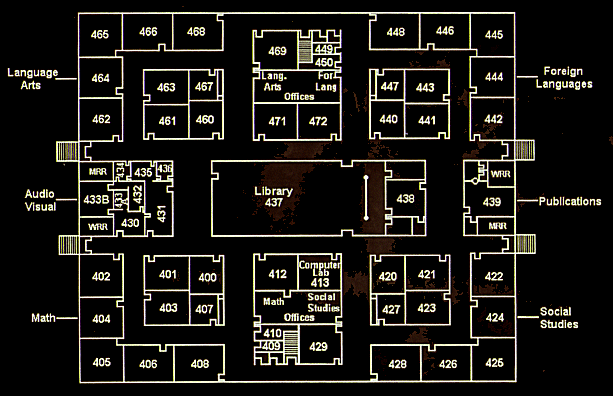 465 466 468
448 446 445
469
449
450
Language
Arts
464
463 467
Lang.
Arts
For.
Lang
Offices
447 443
444
Foreign
Languages
462
461 460
471 472
440 441
442
MRR
434
435
436
WRR
Audio
Visual
433B
433
A
432
431
430
WRR
Library
437
438
439
Publications
MRR
402
401 400
412
Computer
Lab
413
420 421
422
Math
404
403 407
Math
Social
Studies
Offices
427 423
424
Social
Studies
405 406 408
410
409
429
428 426 425